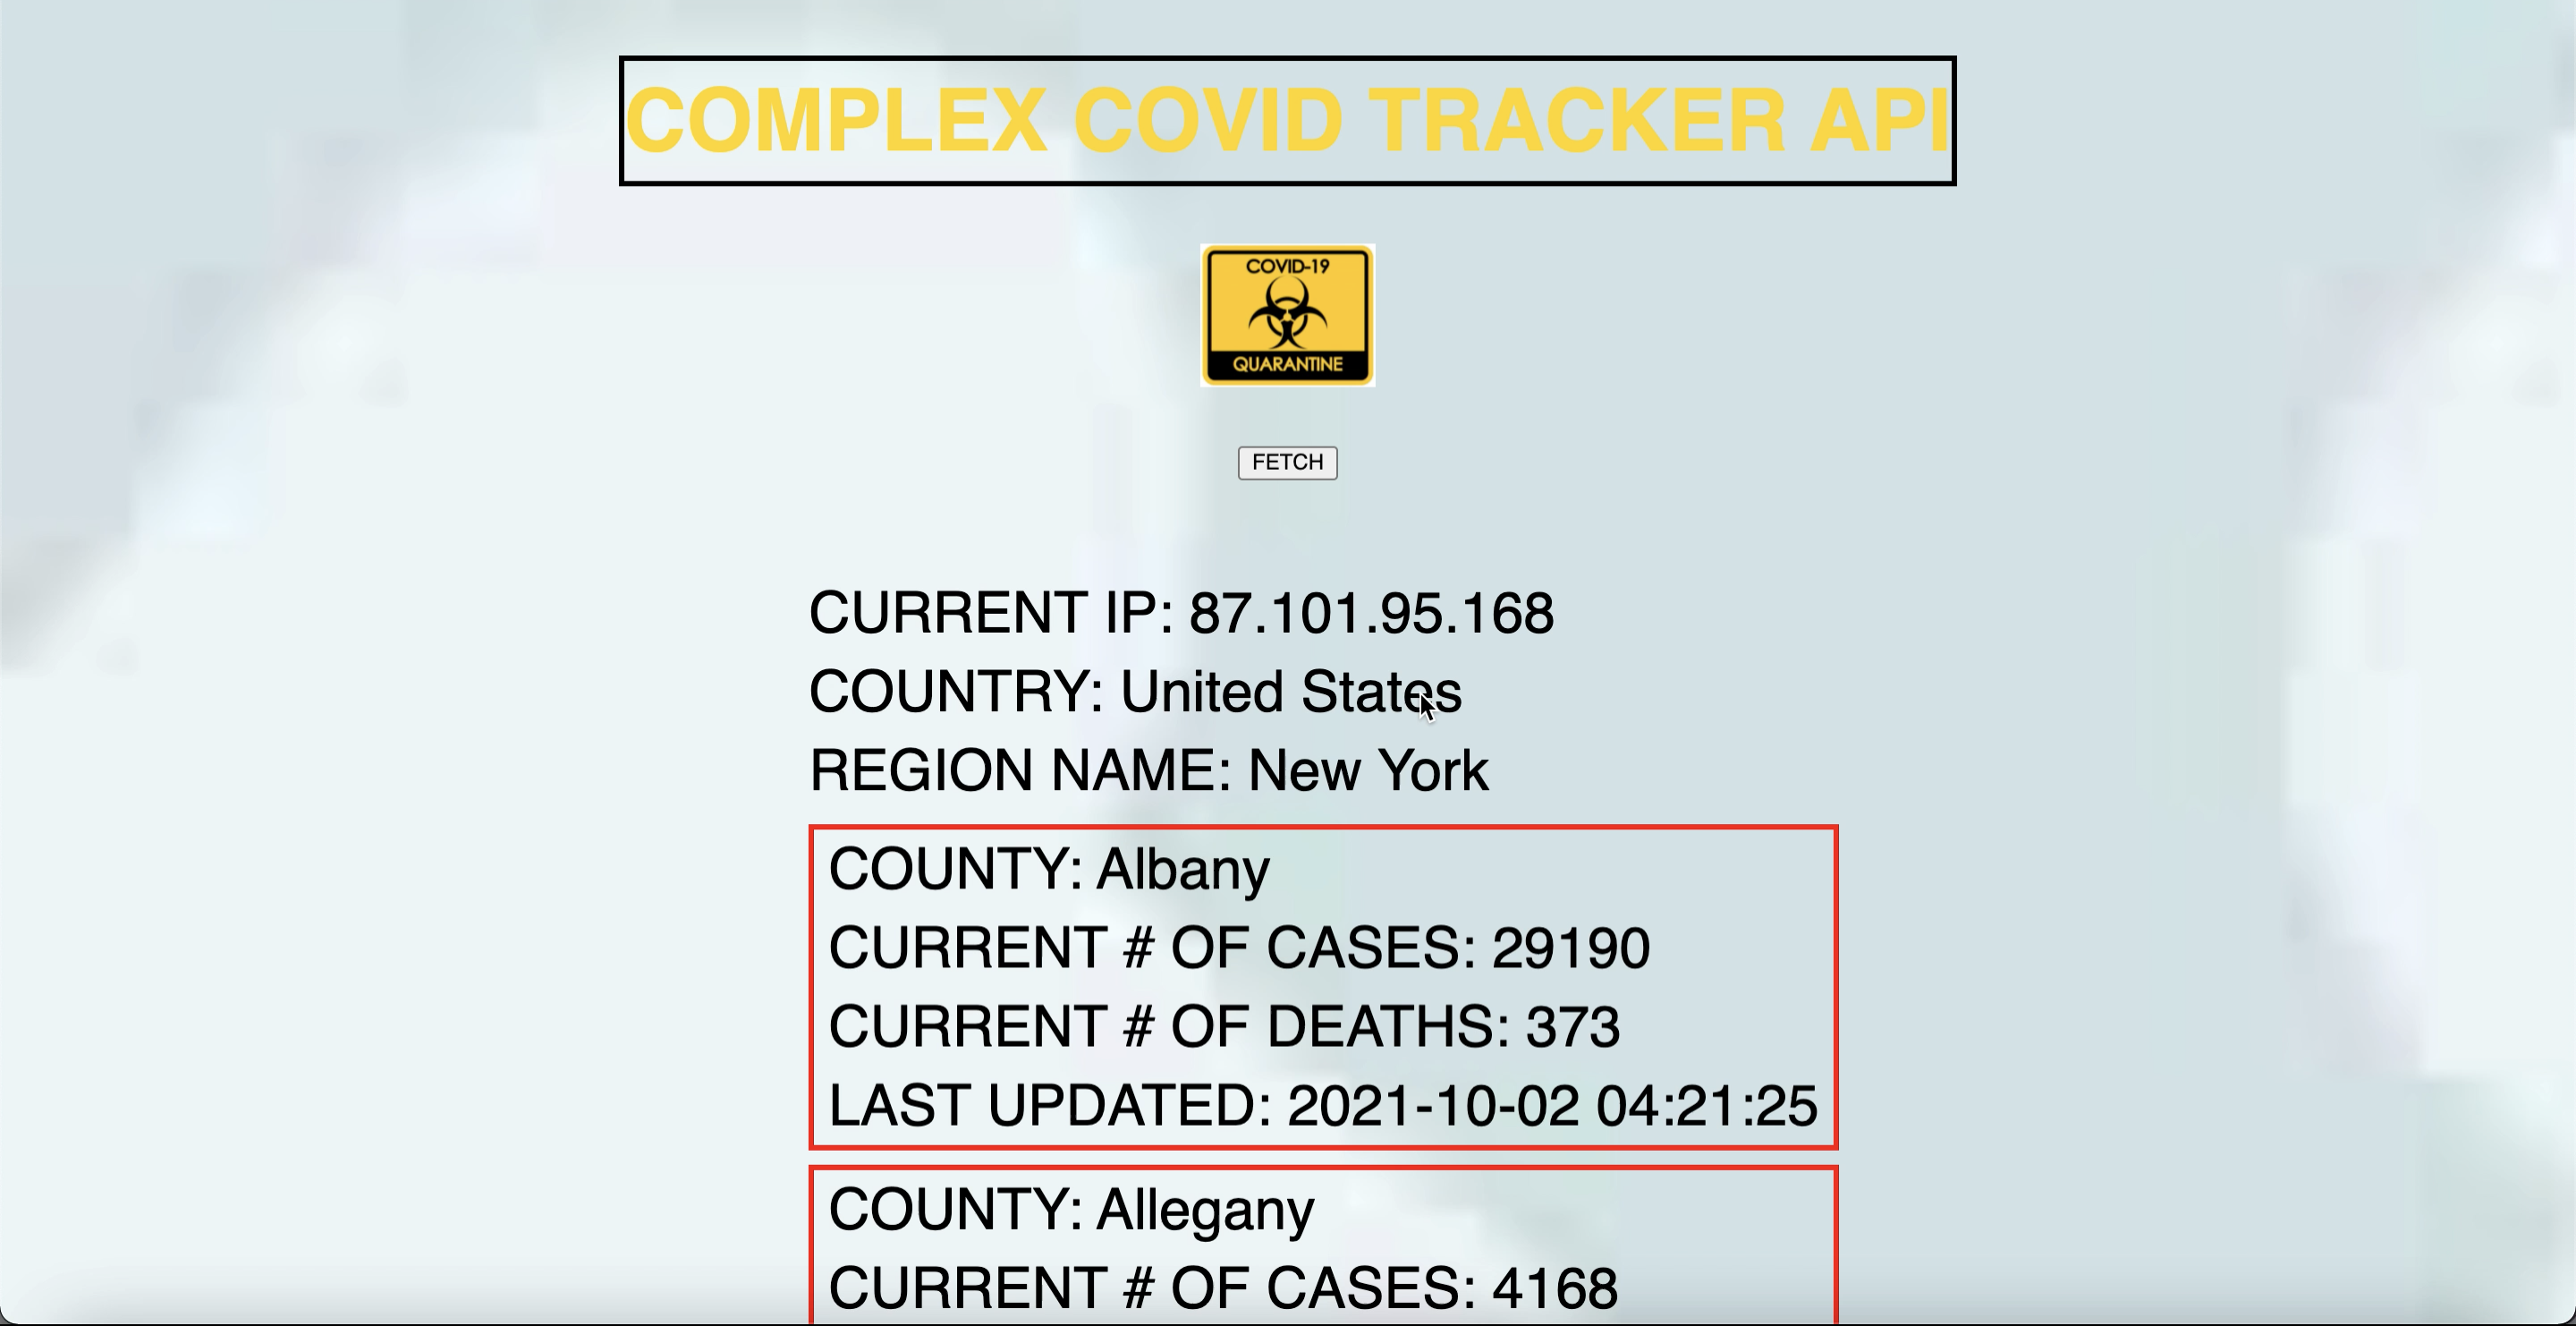 COMPLEX COVID TRACKER API
COVID-19
QUARANTINE
FETCH
CURRENT IP: 87.101.95.168
COUNTRY: United States
REGION NAME: New York
COUNTY: Albany
CURRENT # OF CASES: 29190
CURRENT # OF DEATHS: 373
LAST UPDATED: 2021-10-02 04:21:25
COUNTY: Allegany
CURRENT # OF CASES: 4168